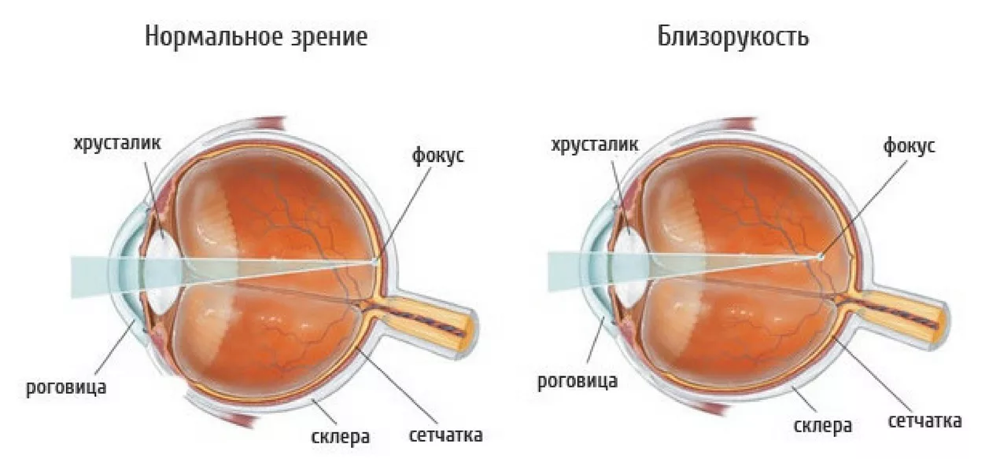 Нормальное зрение
Близорукость
хрусталик
фокус
роговица
склера
сетчатка
хрусталик
фокус
роговица
склера
сетчатка